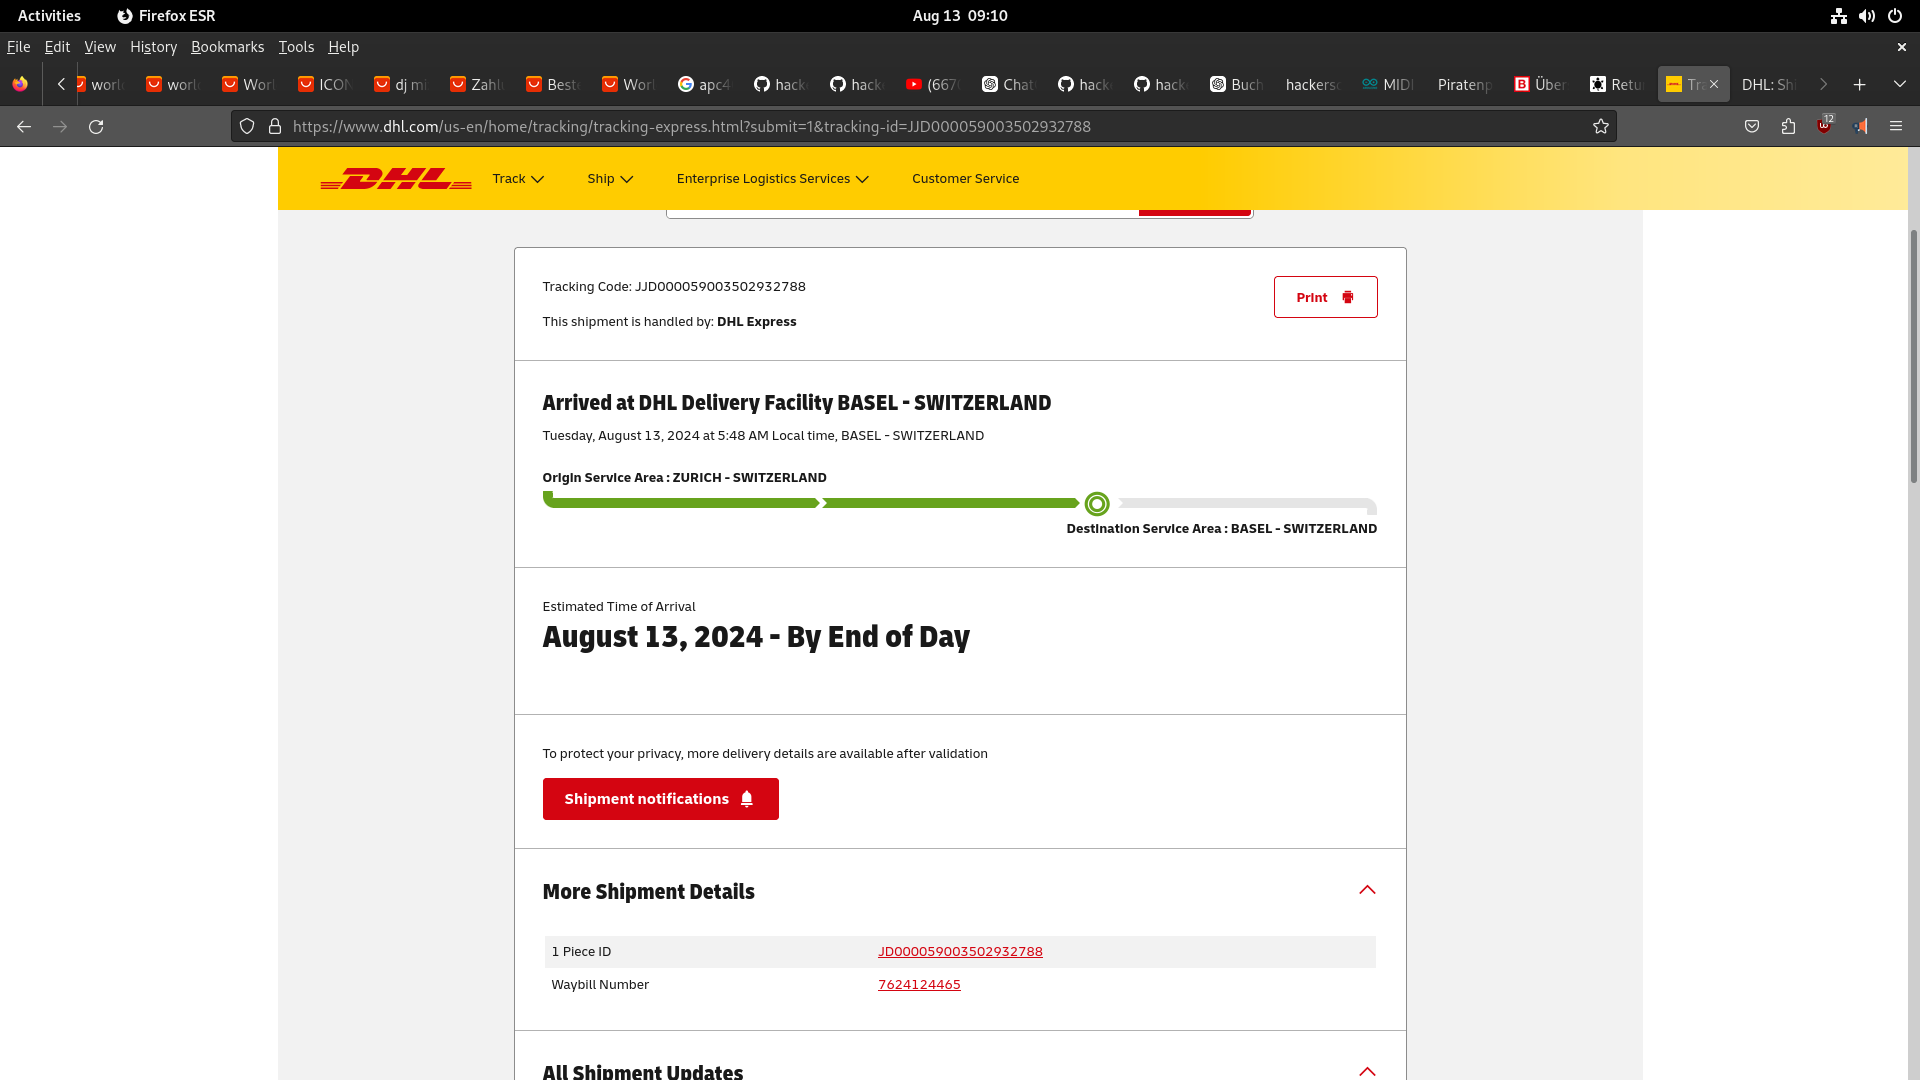 Activities Firefox ESR Aug 13 09:10
File Edit View History Bookmarks Tools Help
worl worl Worl ICON dj mi Zahl Best Worl apc4 hack hack (667 Chat hack hack Buch hackers MIDI Piratenp Über Retu Tra DHL: Shi
https://www.dhl.com/us-en/home/tracking/tracking-express.html?submit=1&tracking-id=JJD000059003502932788 12
DHL Track Ship Enterprise Logistics Services Customer Service
Tracking Code: JJD000059003502932788
Print
This shipment is handled by: DHL Express
Arrived at DHL Delivery Facility BASEL - SWITZERLAND
Tuesday, August 13, 2024 at 5:48 AM Local time, BASEL - SWITZERLAND
Origin Service Area : ZURICH - SWITZERLAND
Destination Service Area : BASEL - SWITZERLAND
Estimated Time of Arrival
August 13, 2024 - By End of Day
To protect your privacy, more delivery details are available after validation
Shipment notifications
More Shipment Details
1 Piece ID JD000059003502932788
Waybill Number 7624124465
All Shipment Updates